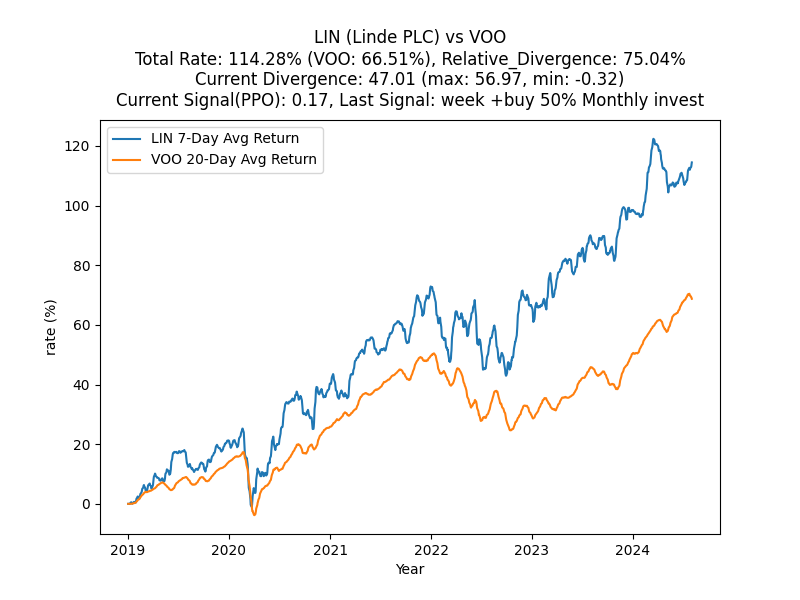 LIN (Linde PLC) vs VOO
Total Rate: 114.28% (VOO: 66.51%), Relative_Divergence: 75.04%
Current Divergence: 47.01 (max: 56.97, min: -0.32)
Current Signal(PPO): 0.17, Last Signal: week +buy 50% Monthly invest
LIN 7-Day Avg Return
VOO 20-Day Avg Return
rate (%)
120
100
80
60
40
20
0
2019 2020 2021 2022 2023 2024
Year